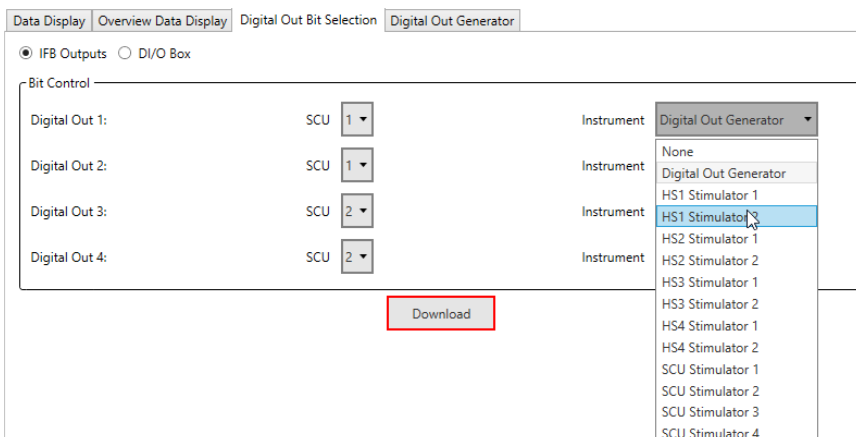 Data Display Overview Data Display Digital Out Bit Selection Digital Out Generator
IFB Outputs DI/O Box
Bit Control
Digital Out 1: SCU 1 Instrument Digital Out Generator
None
Digital Out 2: SCU 1 Instrument
Digital Out Generator
HS1 Stimulator 1
Digital Out 3: SCU 2 Instrument HS1 Stimulator 2
HS2 Stimulator 1
Digital Out 4: SCU 2 Instrument HS2 Stimulator 2
HS3 Stimulator 1
HS3 Stimulator 2
Download
HS4 Stimulator 1
HS4 Stimulator 2
SCU Stimulator 1
SCU Stimulator 2
SCU Stimulator 3
SCU Stimulator 4